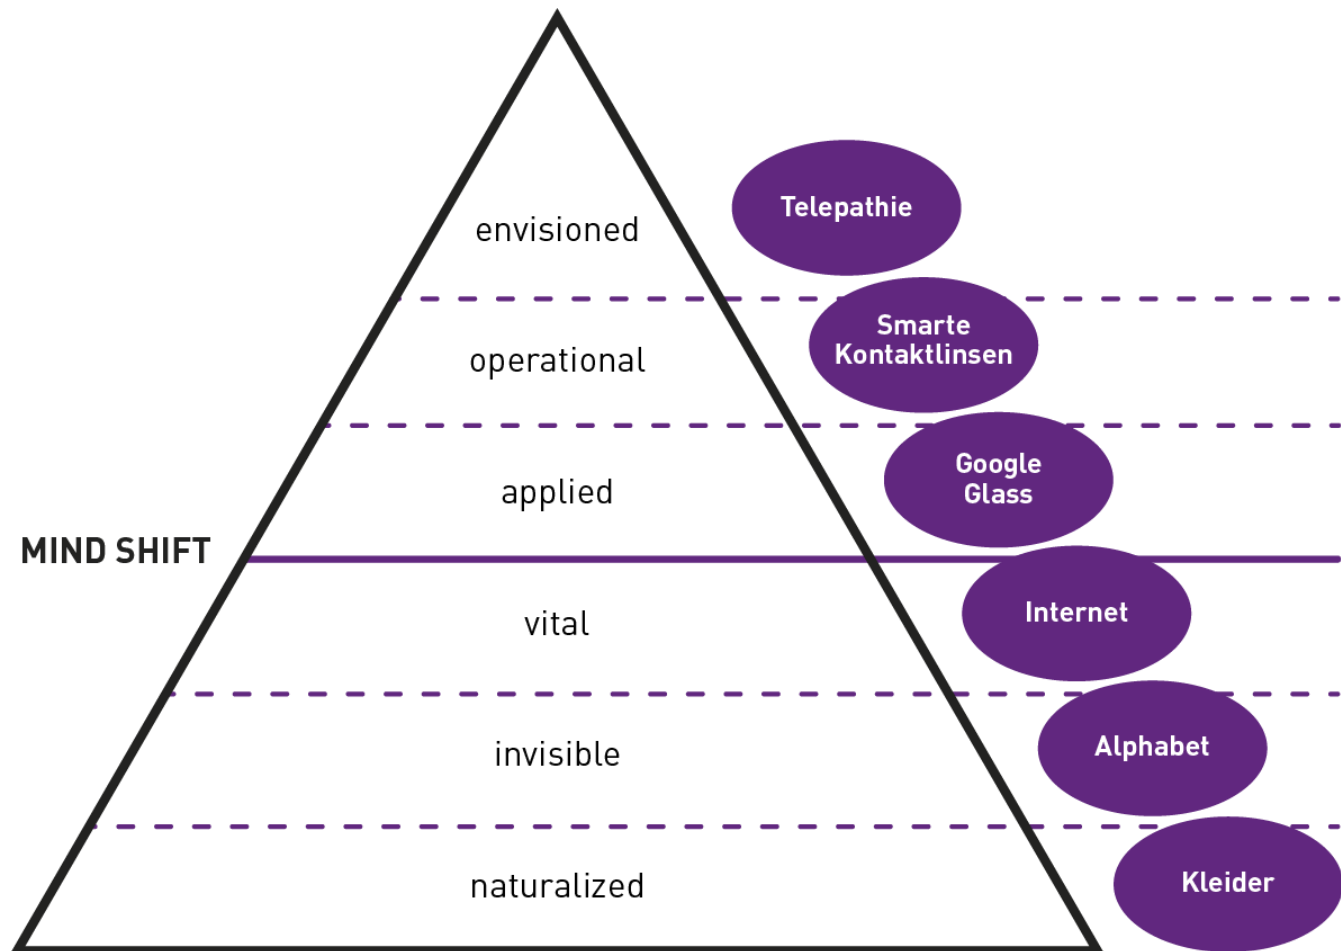 Telepathie
envisioned
Smarte
Kontaktlinsen
operational
Google
Glass
applied
MIND SHIFT
Internet
vital
Alphabet
invisible
Kleider
naturalized